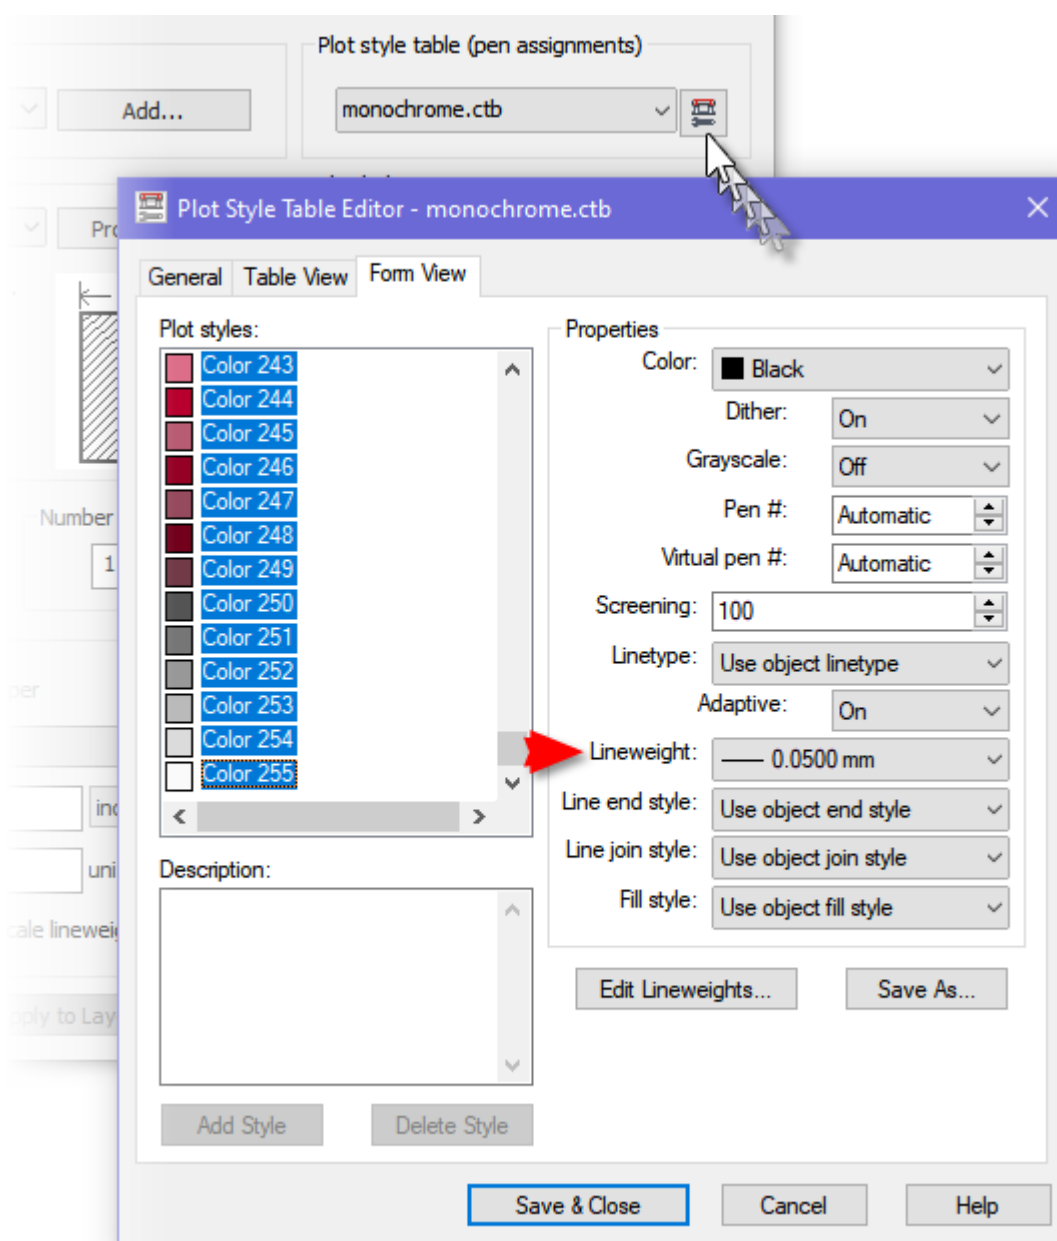 Plot style table (pen assignments)
Add...
monochrome.ctb
Plot Style Table Editor - monochrome.ctb
General
Table View
Form View
Plot styles:
Color 243
Color 244
Color 245
Color 246
Color 247
Color 248
Color 249
Color 250
Color 251
Color 252
Color 253
Color 254
Color 255
Description:
Add Style
Delete Style
Properties
Color: Black
Dither: On
Grayscale: Off
Pen #: Automatic
Virtual pen #: Automatic
Screening: 100
Linetype: Use object linetype
Adaptive: On
Lineweight: 0.0500 mm
Line end style: Use object end style
Line join style: Use object join style
Fill style: Use object fill style
Edit Lineweights...
Save As...
Save & Close
Cancel
Help
Number
1
uni
to Lay